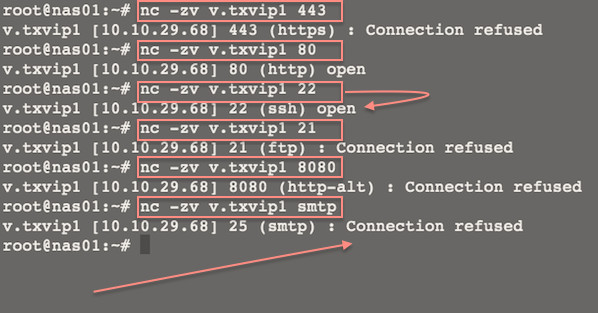 root@nas01:~# nc -zv v.txvip1 443
v.txvip1 [10.10.29.68] 443 (https) : Connection refused
root@nas01:~# nc -zv v.txvip1 80
v.txvip1 [10.10.29.68] 80 (http) open
root@nas01:~# nc -zv v.txvip1 22
v.txvip1 [10.10.29.68] 22 (ssh) open
root@nas01:~# nc -zv v.txvip1 21
v.txvip1 [10.10.29.68] 21 (ftp) : Connection refused
root@nas01:~# nc -zv v.txvip1 8080
v.txvip1 [10.10.29.68] 8080 (http-alt) : Connection refused
root@nas01:~# nc -zv v.txvip1 smtp
v.txvip1 [10.10.29.68] 25 (smtp) : Connection refused
root@nas01:~#